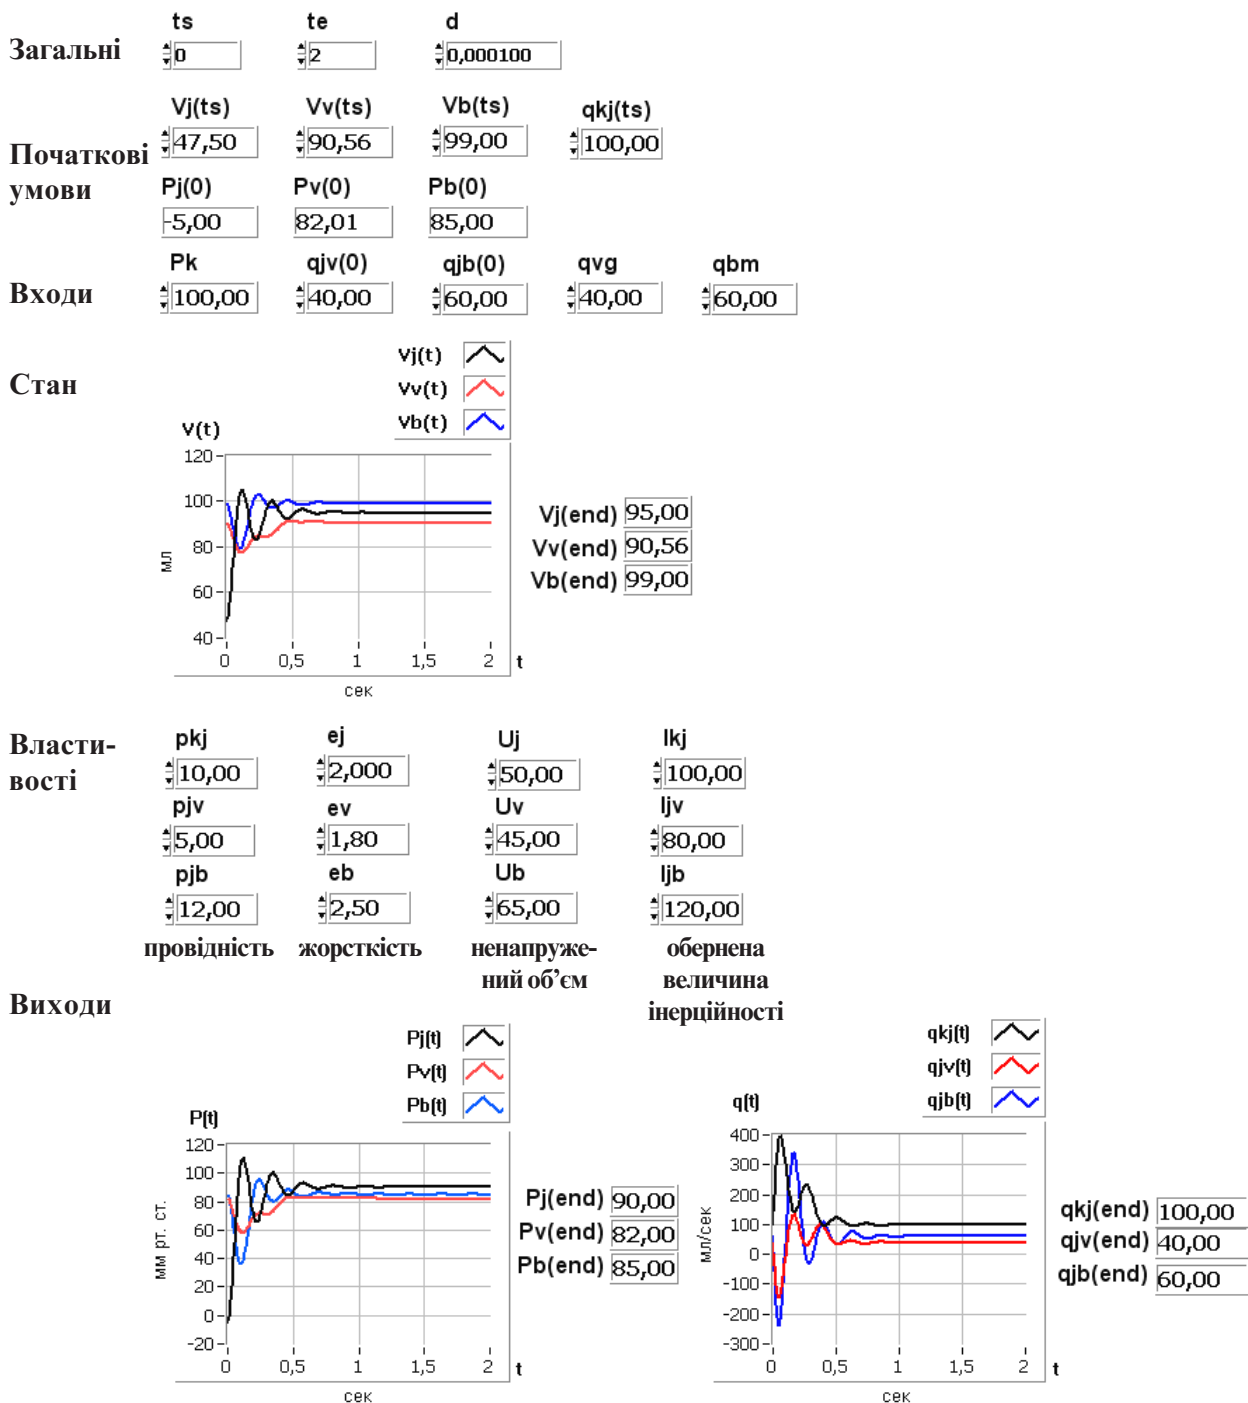 ts te d
Загальні 0 2 0,000100
Vj(ts) Vv(ts) Vb(ts) qkj(ts)
Початкові умови 47,50 90,56 99,00 100,00
Pj(0) Pv(0) Pb(0)
-5,00 82,01 85,00
Pk qjv(0) qjb(0) qvg qbm
Входи 100,00 40,00 60,00 40,00 60,00
Стан
Vj(t)
Vv(t)
Vb(t)
V(t)
120
100
80
60
40
мл
0 0,5 1 1,5 2 t
сек
Vj(end) 95,00
Vv(end) 90,56
Vb(end) 99,00
Власти-
вості
pkj ej Uj lkj
10,00 2,000 50,00 100,00
pjv ev Uv ljv
5,00 1,80 45,00 80,00
pjb eb Ub ljb
12,00 2,50 65,00 120,00
провідність жорсткість ненапруже- обернена
ний об’єм величина
інерційності
Виходи
Pj(t)
Pv(t)
Pb(t)
P(t)
120
100
80
60
40
20
0
-20
мм рт. ст.
0 0,5 1 1,5 2 t
сек
Pj(end) 90,00
Pv(end) 82,00
Pb(end) 85,00
qkj(t)
qjv(t)
qjb(t)
q(t)
400
300
200
100
0
-100
-200
-300
мл/сек
0 0,5 1 1,5 2 t
сек
qkj(end) 100,00
qjv(end) 40,00
qjb(end) 60,00